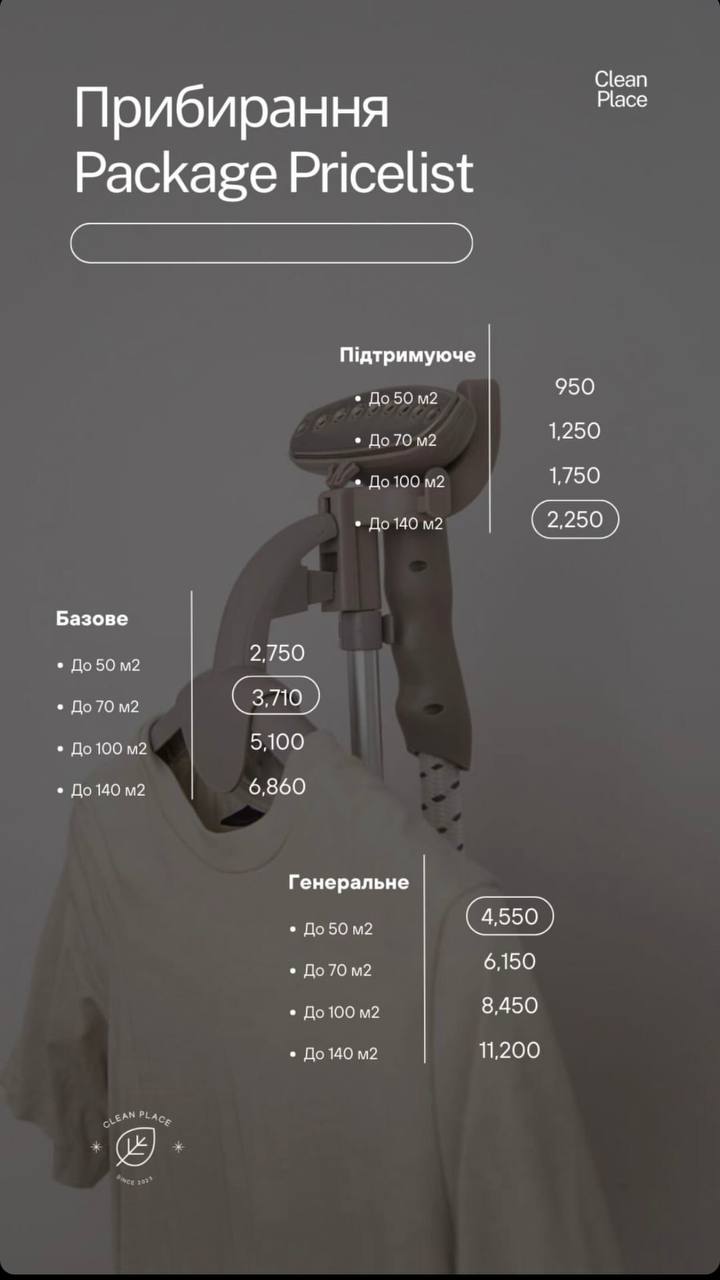 Clean
Place
Прибирання
Package Pricelist
Підтримуюче
• До 50 м2 950
• До 70 м2 1,250
• До 100 м2 1,750
• До 140 м2 2,250
Базове
• До 50 м2 2,750
• До 70 м2 3,710
• До 100 м2 5,100
• До 140 м2 6,860
Генеральне
• До 50 м2 4,550
• До 70 м2 6,150
• До 100 м2 8,450
• До 140 м2 11,200
CLEAN PLACE
SINCE 2023